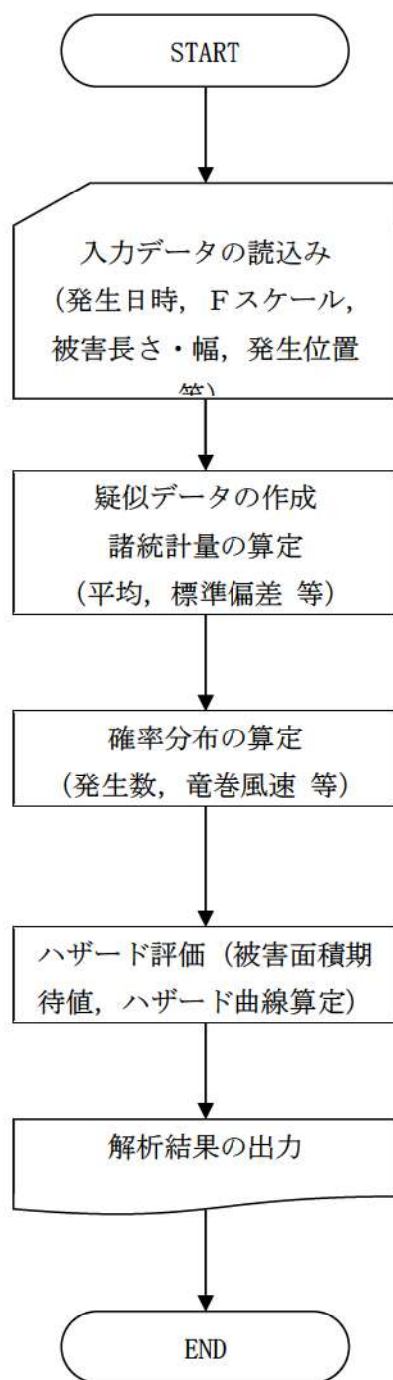 START
入力データの読込み
（発生日時，Ｆスケール，
被害長さ・幅，発生位置
等）
疑似データの作成
諸統計量の算定
（平均，標準偏差 等）
確率分布の算定
（発生数，竜巻風速 等）
ハザード評価（被害面積期
待値，ハザード曲線算定）
解析結果の出力
END